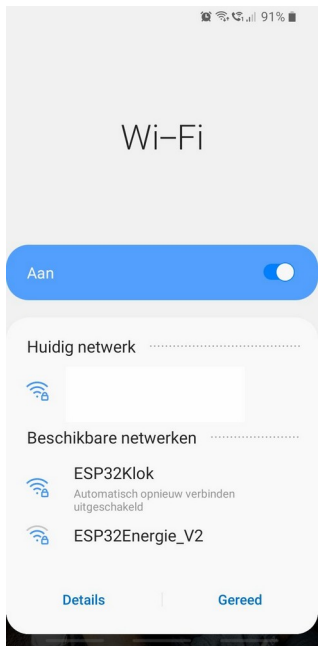 91%
Wi-Fi
Aan
Huidig netwerk
Beschikbare netwerken
ESP32Klok
Automatisch opnieuw verbinden
uitgeschakeld
ESP32Energie_V2
Details
Gereed